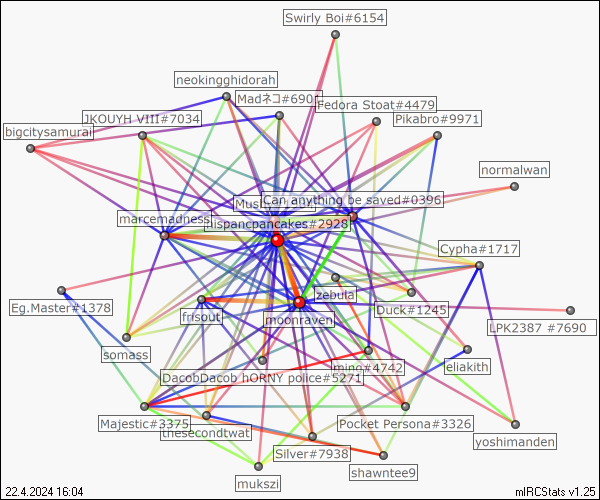 Swirly Boi#6154
neokingghidorah
Madネコ#690
Fedora Stoat#4479
JKOUYH VIII#7034
Pikabro#9971
bigcitysamurai
normalwan
Can anything be saved#0396
marcemadness
Hispancpancakes#2928
Cypha#1717
zebula
Eg.Master#1378
Duck#1245
frisout
moonraven
LPK2387 #7690
somass
ming#4742
eliakith
DacobDacob hORNY police#5271
Majestic#3375
Pocket Persona#3326
thesecondtwat
yoshimanden
Silver#7938
shawntee9
mukszi
22.4.2024 16:04
mIRCStats v1.25